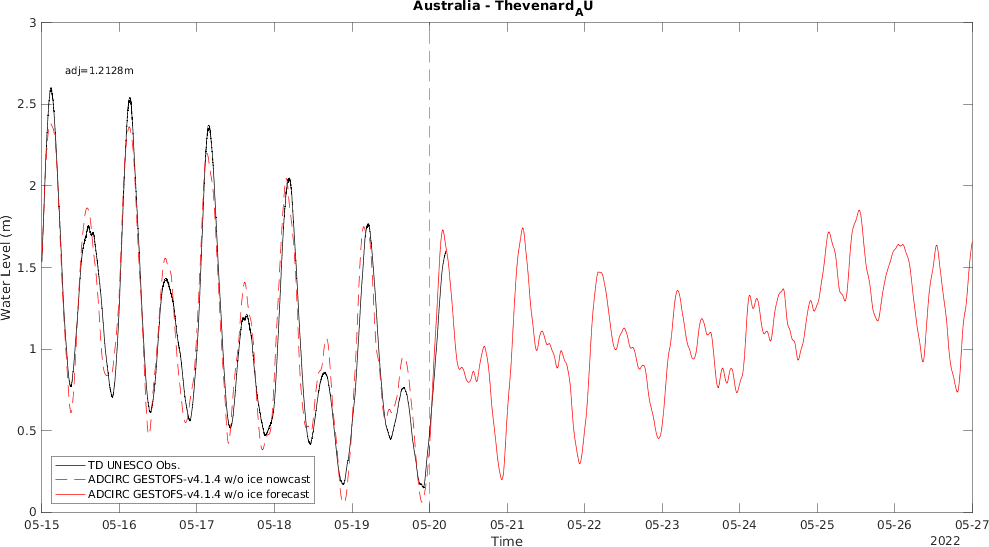 Australia - Thevenard_AU
3
adj=1.2128m
2.5
2
1.5
1
0.5
0
Water Level (m)
TD UNESCO Obs.
ADCIRC GESTOFS-v4.1.4 w/o ice nowcast
ADCIRC GESTOFS-v4.1.4 w/o ice forecast
05-15 05-16 05-17 05-18 05-19 05-20 05-21 05-22 05-23 05-24 05-25 05-26 05-27
Time
2022